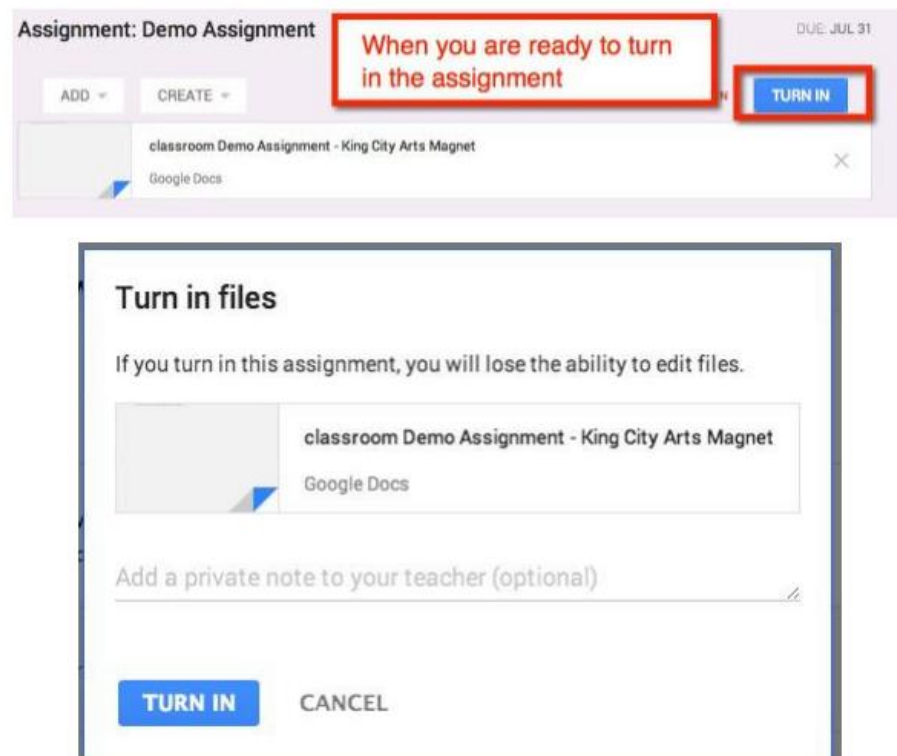 Assignment: Demo Assignment
When you are ready to turn
in the assignment
DUE: JUL 31
ADD
CREATE
TURN IN
classroom Demo Assignment - King City Arts Magnet
Google Docs
Turn in files
If you turn in this assignment, you will lose the ability to edit files.
classroom Demo Assignment - King City Arts Magnet
Google Docs
Add a private note to your teacher (optional)
TURN IN
CANCEL